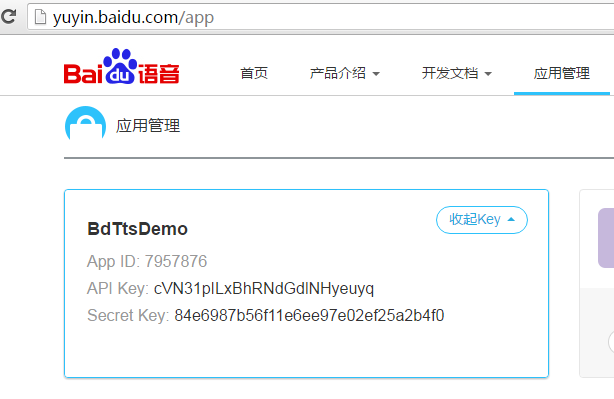 yuyin.baidu.com/app
Bai du 语音 首页 产品介绍 开发文档 应用管理
应用管理
收起Key
BdTtsDemo
App ID: 7957876
API Key: cVN31plLxBhRNdGdlNHyeuyq
Secret Key: 84e6987b56f11e6ee97e02ef25a2b4f0